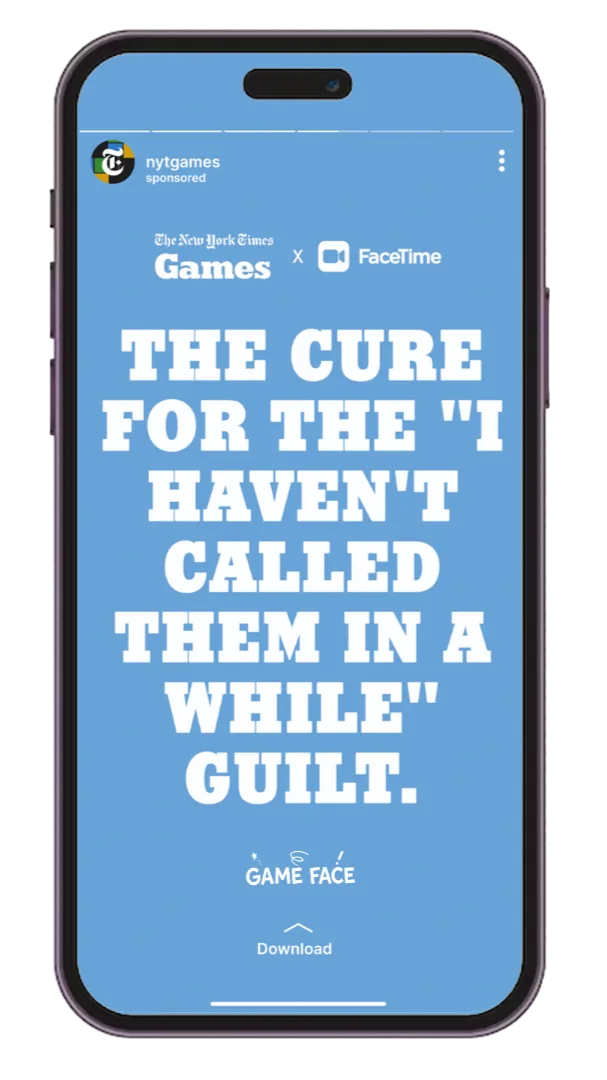 nytgames
sponsored
The New York Times
Games X FaceTime
THE CURE
FOR THE "I
HAVEN'T
CALLED
THEM IN A
WHILE"
GUILT.
GAME FACE
Download